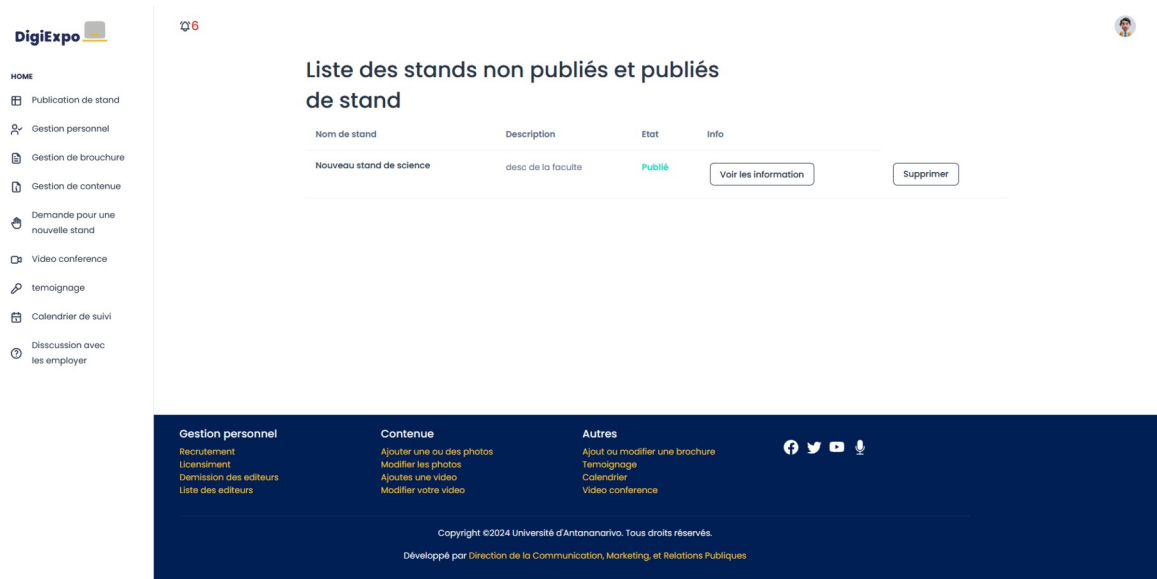 DigiExpo
6
HOME
Publication de stand
Gestion personnel
Gestion de brouchure
Gestion de contenue
Demande pour une
nouvelle stand
Video conference
temoignage
Calendrier de suivi
Disscussion avec
les employer
Liste des stands non publiés et publiés
de stand
Nom de stand Description Etat Info
Nouveau stand de science desc de la faculte Publié Voir les information Supprimer
Gestion personnel
Recrutement
Licensiment
Demission des editeurs
Liste des editeurs
Contenue
Ajouter une ou des photos
Modifier les photos
Ajoutes une video
Modifier votre video
Autres
Ajout ou modifier une brochure
Temoignage
Calendrier
Video conference
Copyright ©2024 Université d'Antananarivo. Tous droits réservés.
Développé par Direction de la Communication, Marketing, et Relations Publiques